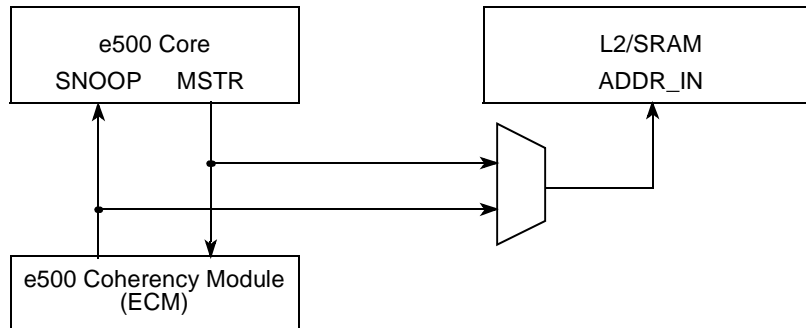 e500 Core
SNOOP MSTR
L2/SRAM
ADDR_IN
e500 Coherency Module
(ECM)